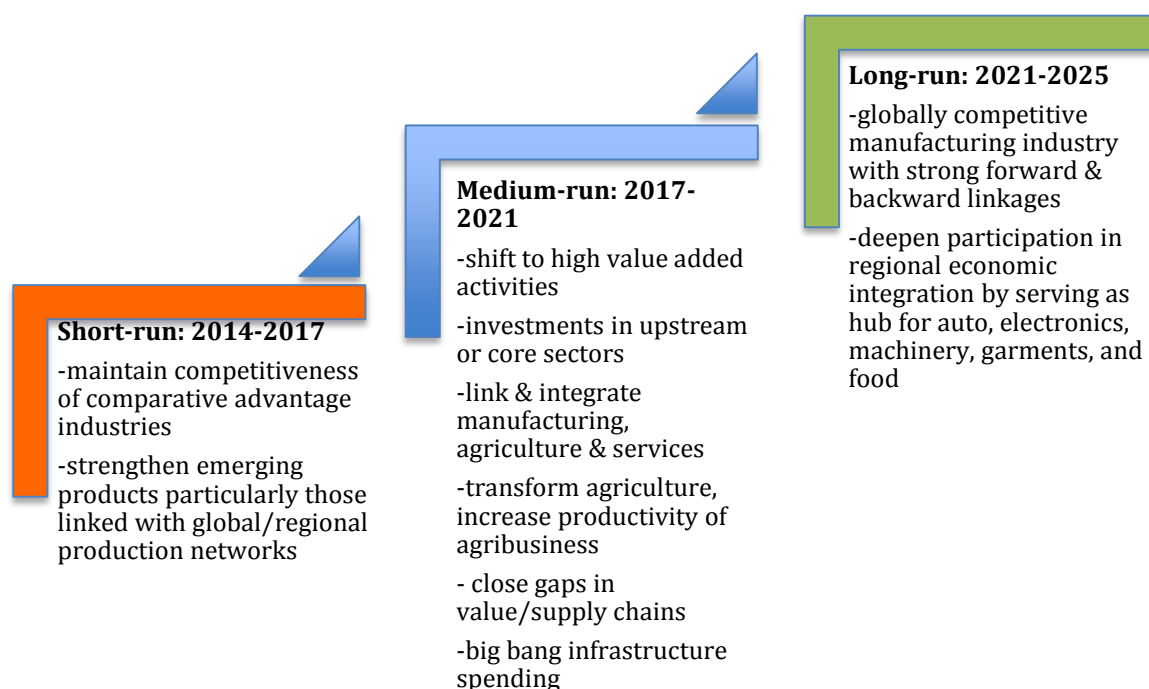 Short-run: 2014-2017
-maintain competitiveness
of comparative advantage
industries
-strengthen emerging
products particularly those
linked with global/regional
production networks
Medium-run: 2017-
2021
-shift to high value added
activities
-investments in upstream
or core sectors
-link & integrate
manufacturing,
agriculture & services
-transform agriculture,
increase productivity of
agribusiness
- close gaps in
value/supply chains
-big bang infrastructure
spending
Long-run: 2021-2025
-globally competitive
manufacturing industry
with strong forward &
backward linkages
-deepen participation in
regional economic
integration by serving as
hub for auto, electronics,
machinery, garments, and
food